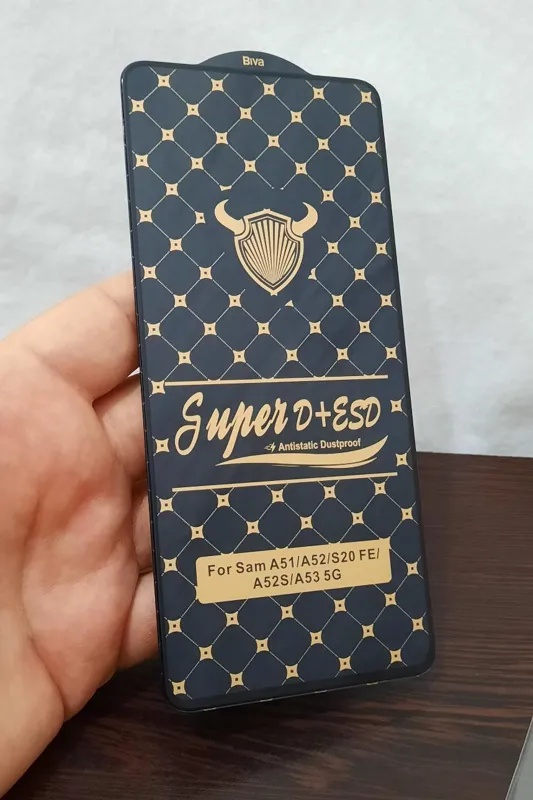 Biva
Super D+ESD
Antistatic Dustproof
For Sam A51/A52/S20 FE/
A52S/A53 5G